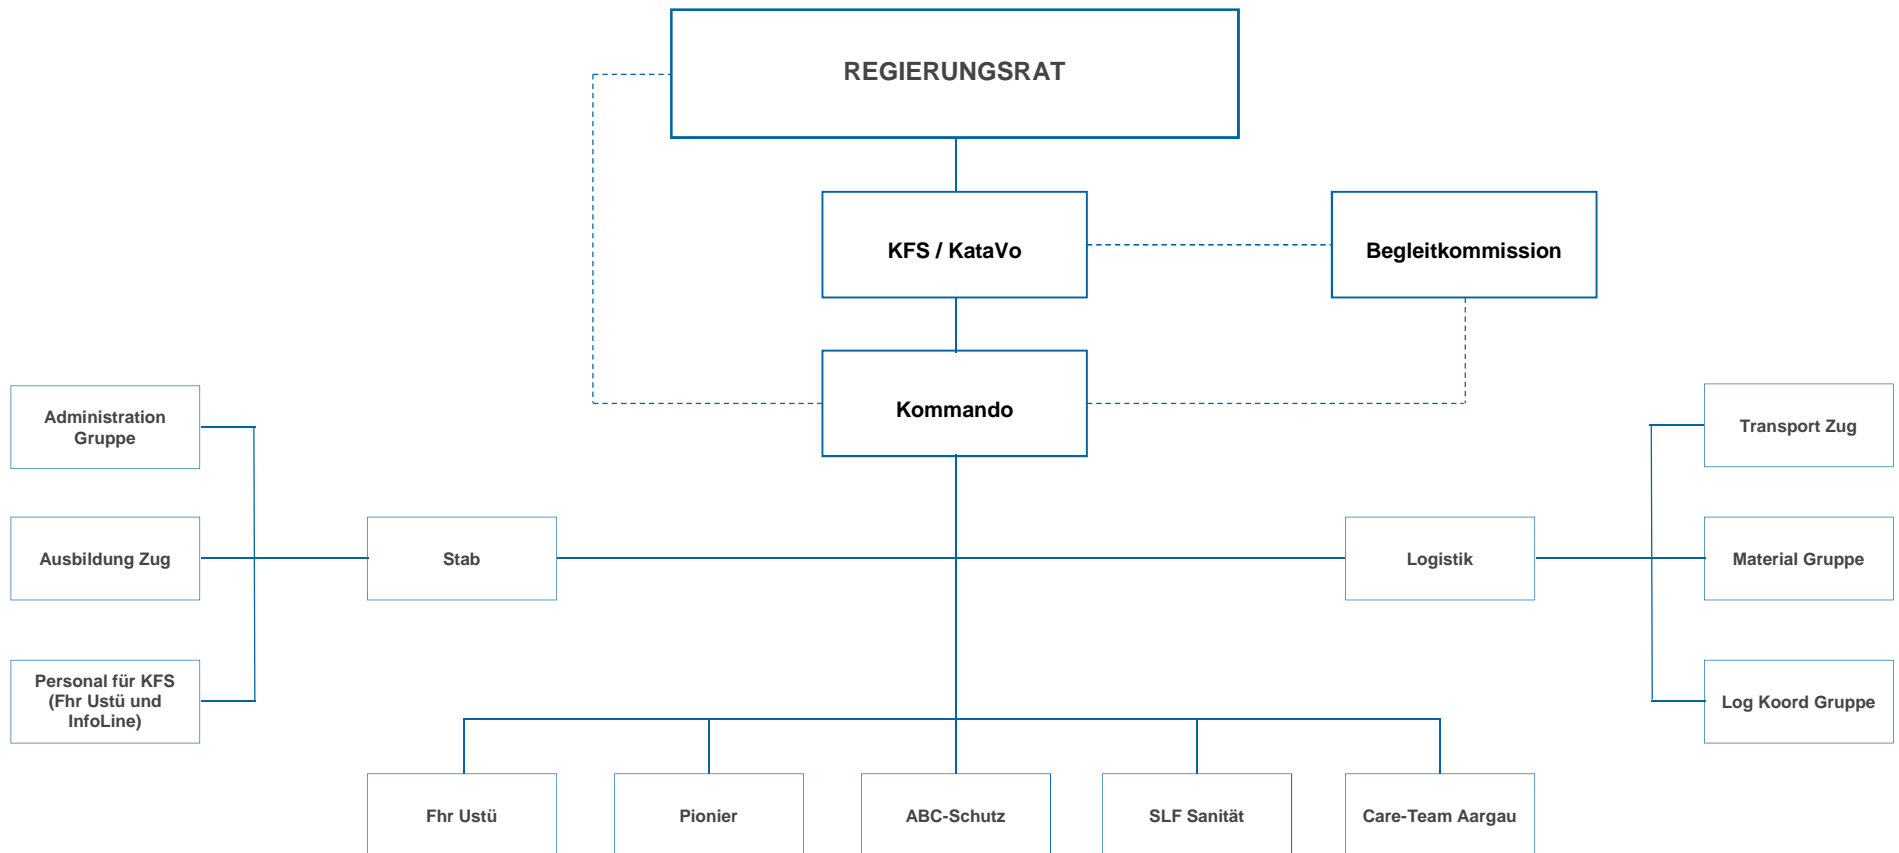 REGIERUNGSRAT
KFS / KataVo
Begleitkommission
Kommando
Administration
Gruppe
Transport Zug
Ausbildung Zug
Stab
Logistik
Material Gruppe
Personal für KFS
(Fhr Ustü und
InfoLine)
Log Koord Gruppe
Fhr Ustü
Pionier
ABC-Schutz
SLF Sanität
Care-Team Aargau